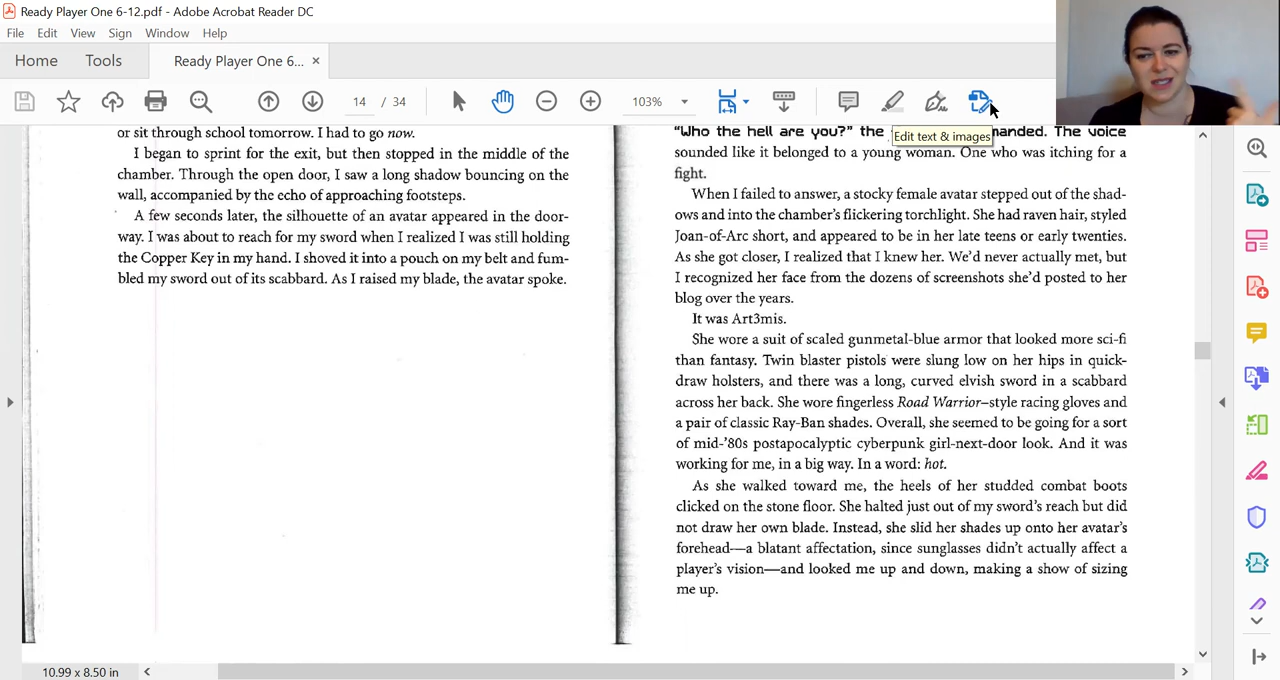 Ready Player One 6-12.pdf - Adobe Acrobat Reader DC
File Edit View Sign Window Help
Home Tools Ready Player One 6... ×
14 / 34 103%
Edit text & images
or sit through school tomorrow. I had to go now.
I began to sprint for the exit, but then stopped in the middle of the
chamber. Through the open door, I saw a long shadow bouncing on the
wall, accompanied by the echo of approaching footsteps.
A few seconds later, the silhouette of an avatar appeared in the door-
way. I was about to reach for my sword when I realized I was still holding
the Copper Key in my hand. I shoved it into a pouch on my belt and fum-
bled my sword out of its scabbard. As I raised my blade, the avatar spoke.
"Who the hell are you?" the manded. The voice
sounded like it belonged to a young woman. One who was itching for a
fight.
When I failed to answer, a stocky female avatar stepped out of the shad-
ows and into the chamber's flickering torchlight. She had raven hair, styled
Joan-of-Arc short, and appeared to be in her late teens or early twenties.
As she got closer, I realized that I knew her. We'd never actually met, but
I recognized her face from the dozens of screenshots she'd posted to her
blog over the years.
It was Art3mis.
She wore a suit of scaled gunmetal-blue armor that looked more sci-fi
than fantasy. Twin blaster pistols were slung low on her hips in quick-
draw holsters, and there was a long, curved elvish sword in a scabbard
across her back. She wore fingerless Road Warrior–style racing gloves and
a pair of classic Ray-Ban shades. Overall, she seemed to be going for a sort
of mid-'80s postapocalyptic cyberpunk girl-next-door look. And it was
working for me, in a big way. In a word: hot.
As she walked toward me, the heels of her studded combat boots
clicked on the stone floor. She halted just out of my sword's reach but did
not draw her own blade. Instead, she slid her shades up onto her avatar's
forehead—a blatant affectation, since sunglasses didn't actually affect a
player's vision—and looked me up and down, making a show of sizing
me up.
10.99 x 8.50 in